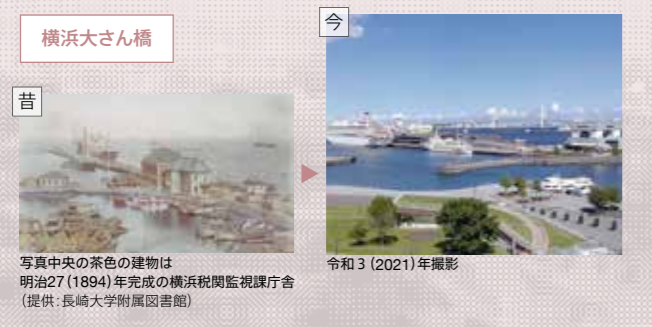 横浜大さん橋
昔
写真中央の茶色の建物は
明治27(1894)年完成の横浜税関監視課庁舎
(提供:長崎大学附属図書館)
今
令和3(2021)年撮影